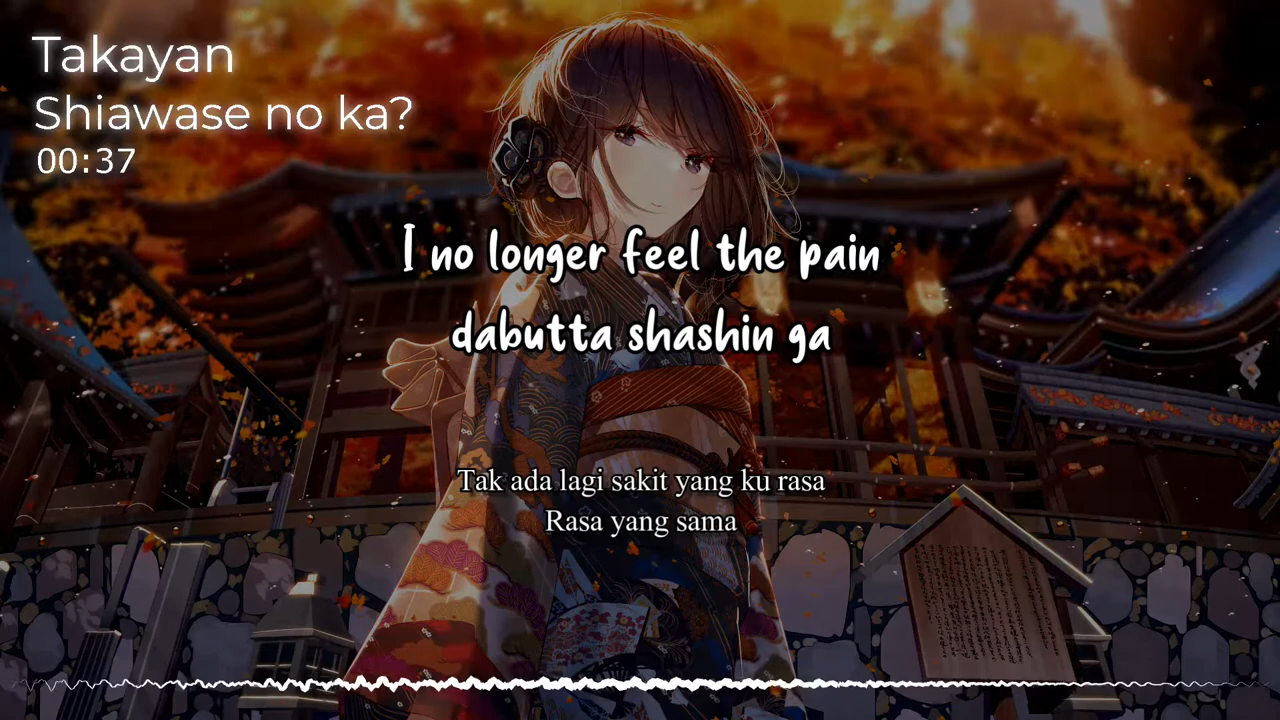 Takayan
Shiawase no ka?
00:37
I no longer feel the pain
dabutta shashin ga
Tak ada lagi sakit yang ku rasa
Rasa yang sama